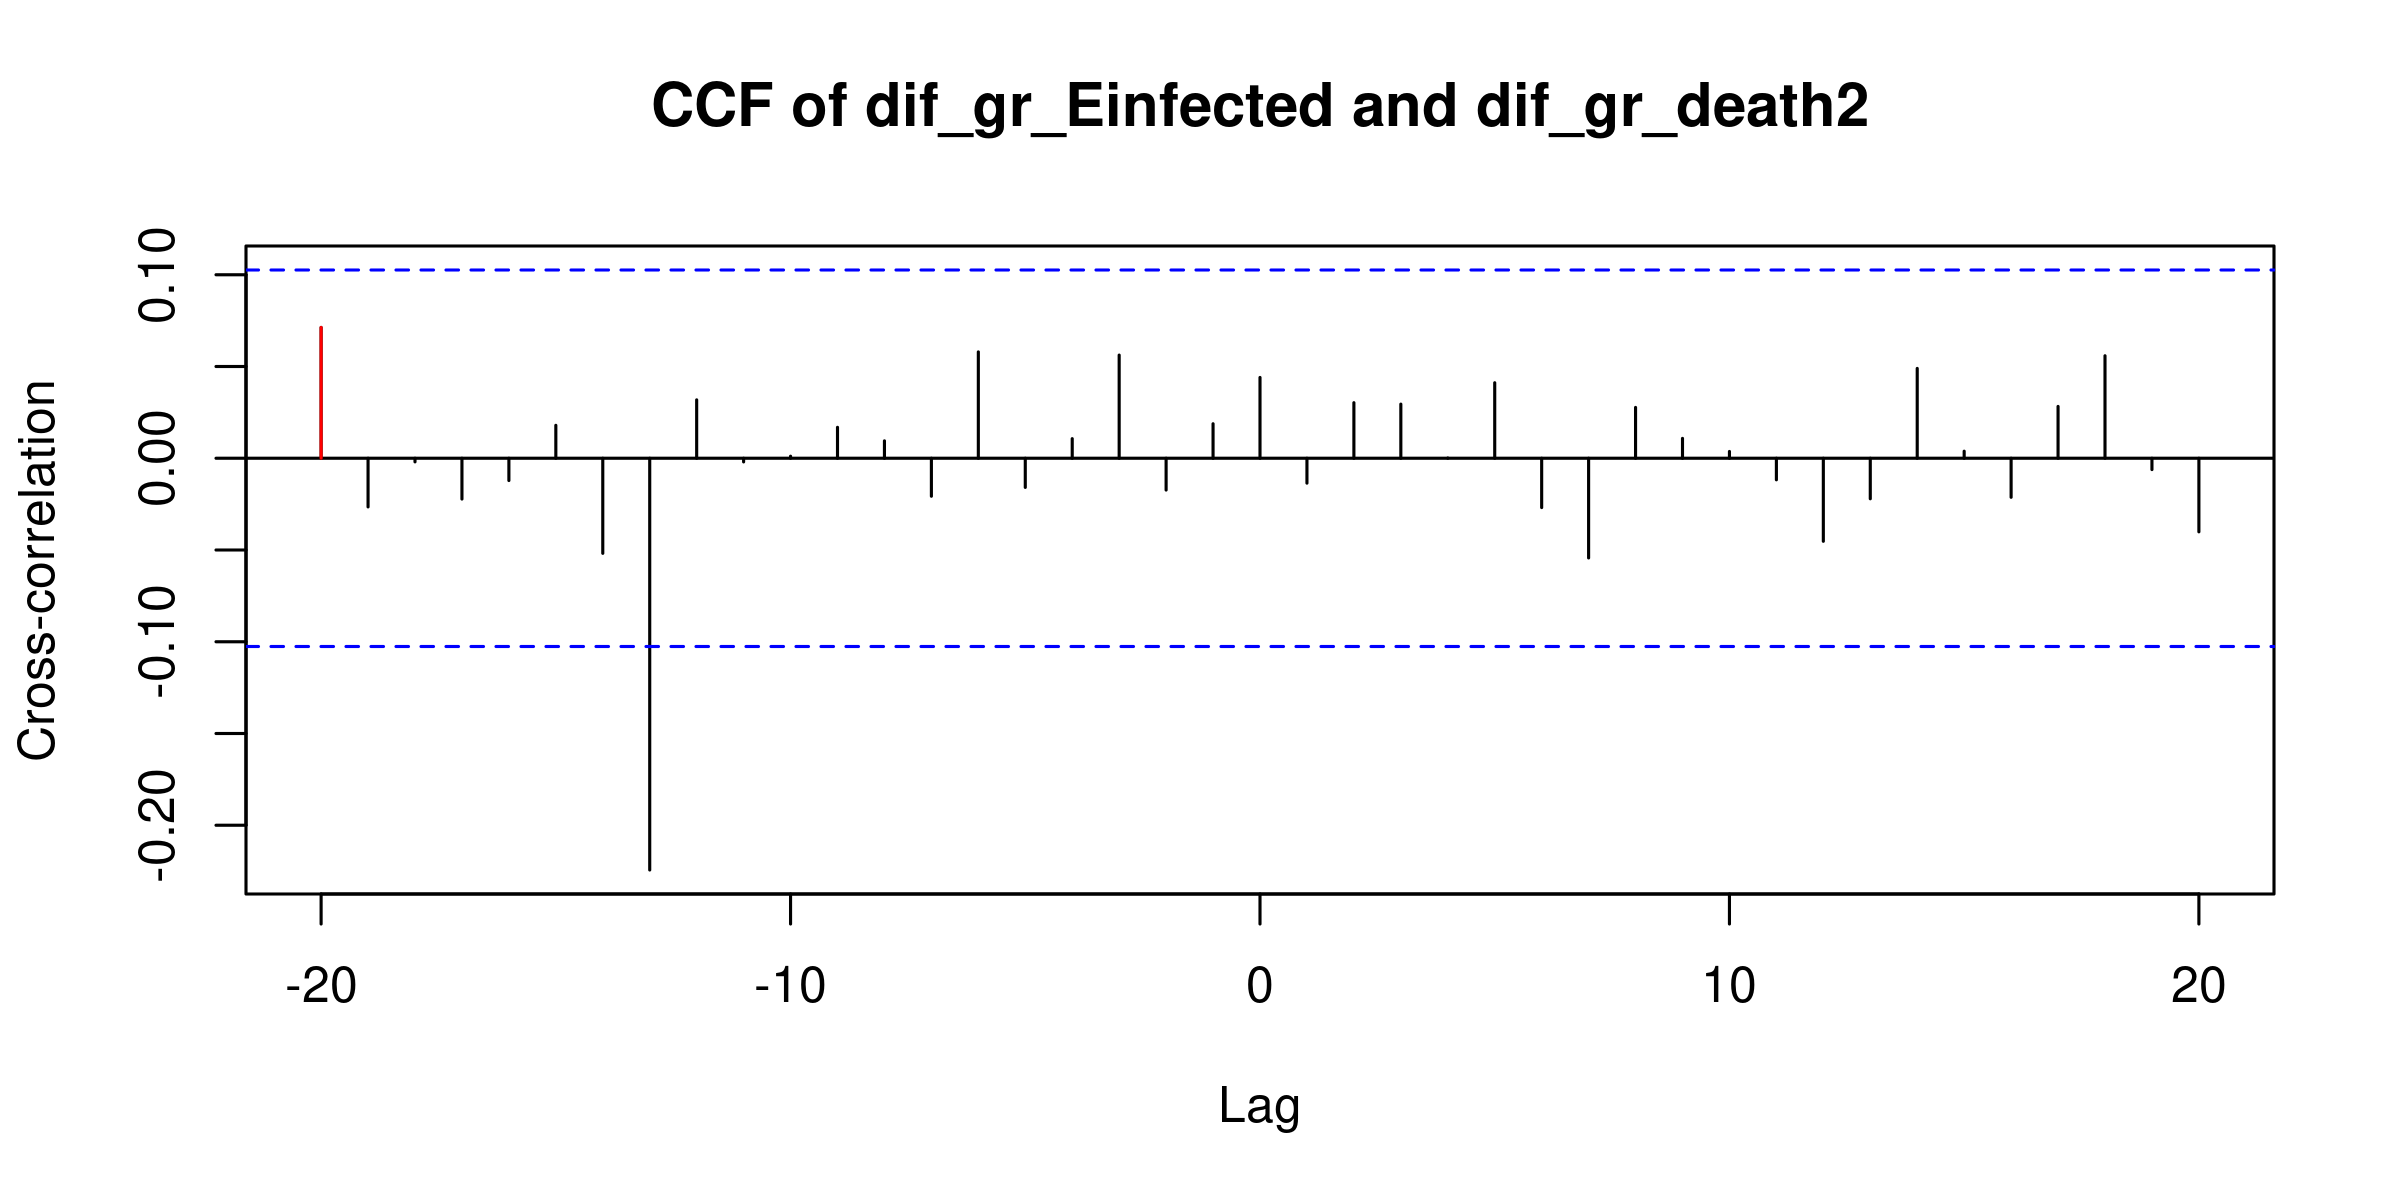 CCF of dif_gr_Einfected and dif_gr_death2
Cross-correlation
0.10
0.00
-0.10
-0.20
-20 -10 0 10 20
Lag